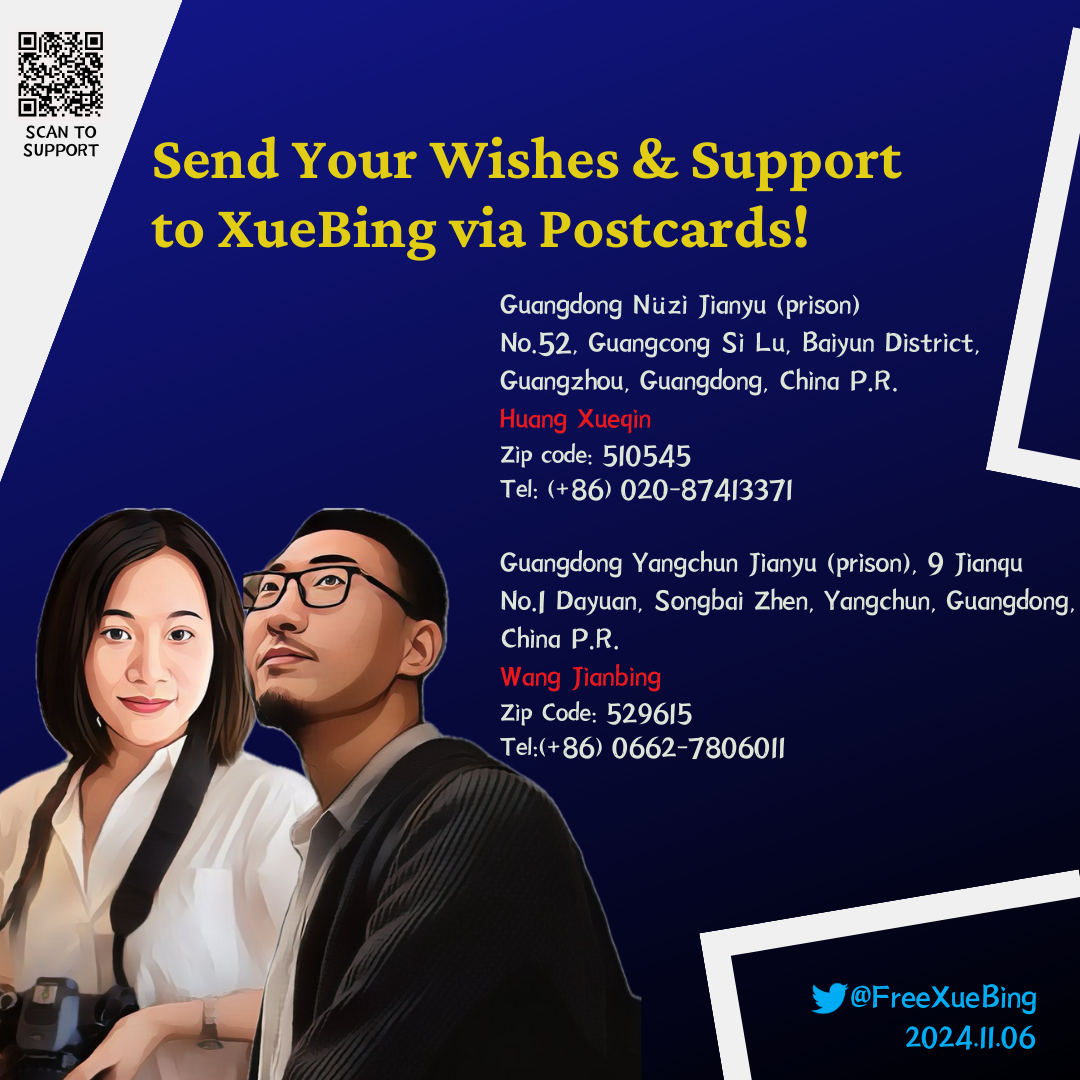 SCAN TO
SUPPORT
Send Your Wishes & Support
to XueBing via Postcards!
Guangdong Nüzi Jianyu (prison)
No.52, Guangcong Si Lu, Baiyun District,
Guangzhou, Guangdong, China P.R.
Huang Xueqin
Zip code: 510545
Tel: (+86) 020-87413371
Guangdong Yangchun Jianyu (prison), 9 Jianqu
No.1 Dayuan, Songbai Zhen, Yangchun, Guangdong,
China P.R.
Wang Jianbing
Zip Code: 529615
Tel:(+86) 0662-7806011
@FreeXueBing
2024.11.06